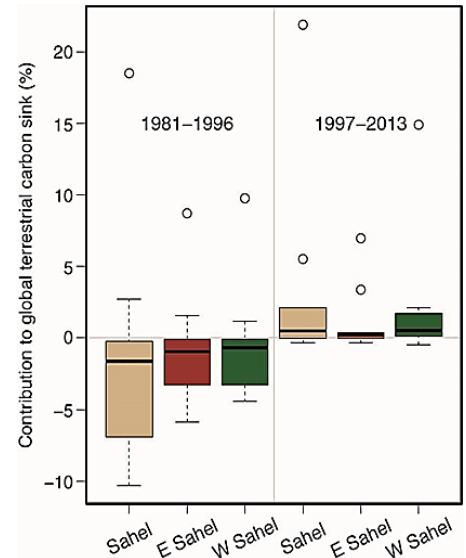 Contribution to global terrestrial carbon sink (%)
20
15
10
5
0
−5
−10
1981–1996
1997–2013
Sahel
E Sahel
W Sahel
Sahel
E Sahel
W Sahel